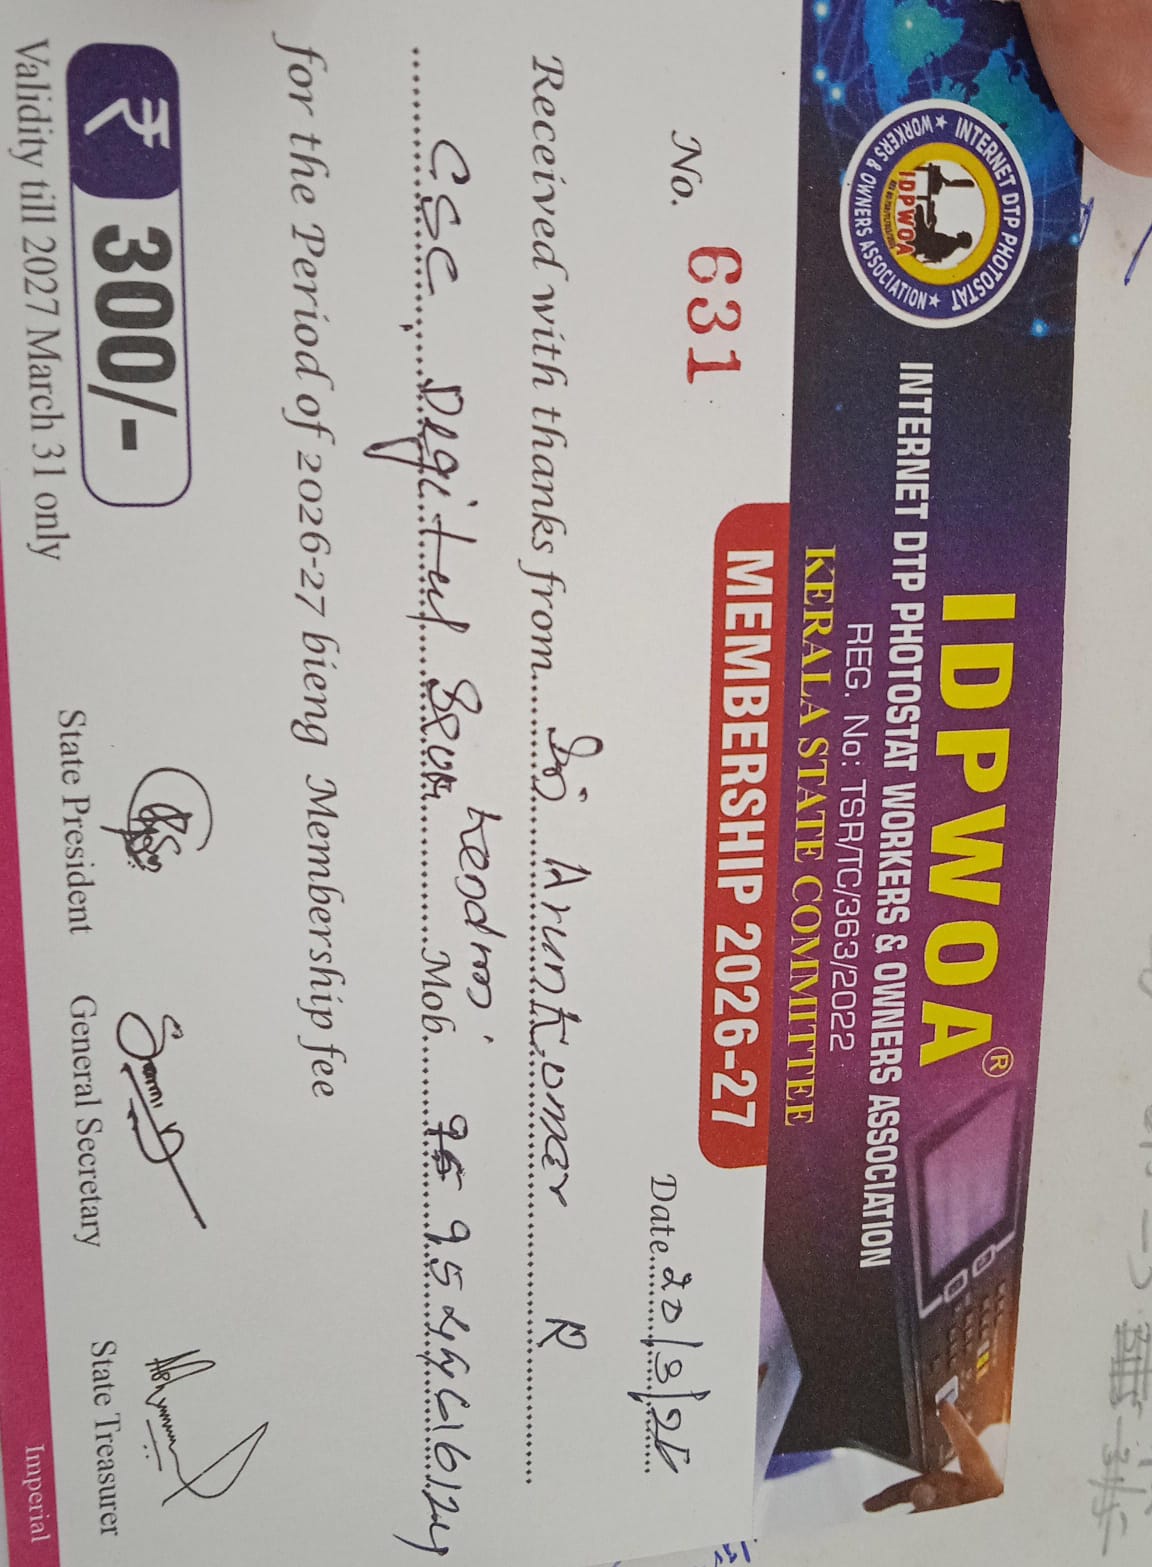 INTERNET DTP PHOTOSTAT
WORKERS & OWNERS ASSOCIATION
IDPWOA
IDPWOA®
INTERNET DTP PHOTOSTAT WORKERS & OWNERS ASSOCIATION
REG. No: TSR/TC/363/2022
KERALA STATE COMMITTEE
No. 631
MEMBERSHIP 2026-27
Date 20/3/26
Received with thanks from Arunkumar R
CSC Digital Seva Kendra Mob.
for the Period of 2026-27 bieng Membership fee
₹ 300/-
Validity till 2027 March 31 only
State President
General Secretary
State Treasurer
Imperial